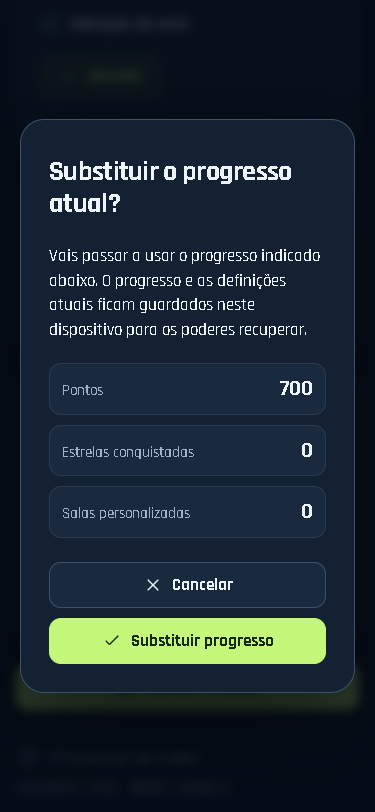 Substituir o progresso
atual?
Vais passar a usar o progresso indicado
abaixo. O progresso e as definições
atuais ficam guardados neste
dispositivo para os poderes recuperar.
Pontos 700
Estrelas conquistadas 0
Salas personalizadas 0
Cancelar
Substituir progresso